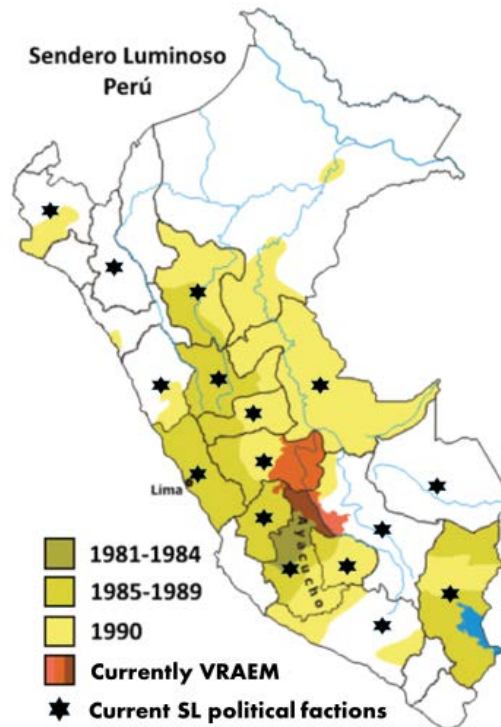 Sendero Luminoso
Perú
Lima
Ayacucho
1981-1984
1985-1989
1990
Currently VRAEM
Current SL political factions